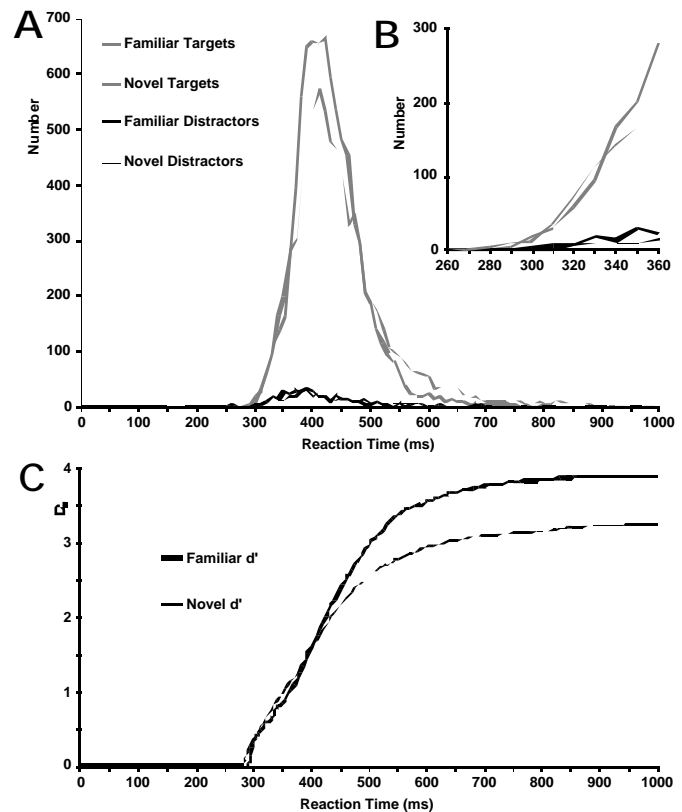 A
700
600
500
400
300
200
100
0
Number
Familiar Targets
Novel Targets
Familiar Distractors
Novel Distractors
0 100 200 300 400 500 600 700 800 900 1000
Reaction Time (ms)
B
300
200
100
0
Number
260 280 300 320 340 360
C
4
3
2
1
0
Familiar d'
Novel d'
0 100 200 300 400 500 600 700 800 900 1000
Reaction Time (ms)